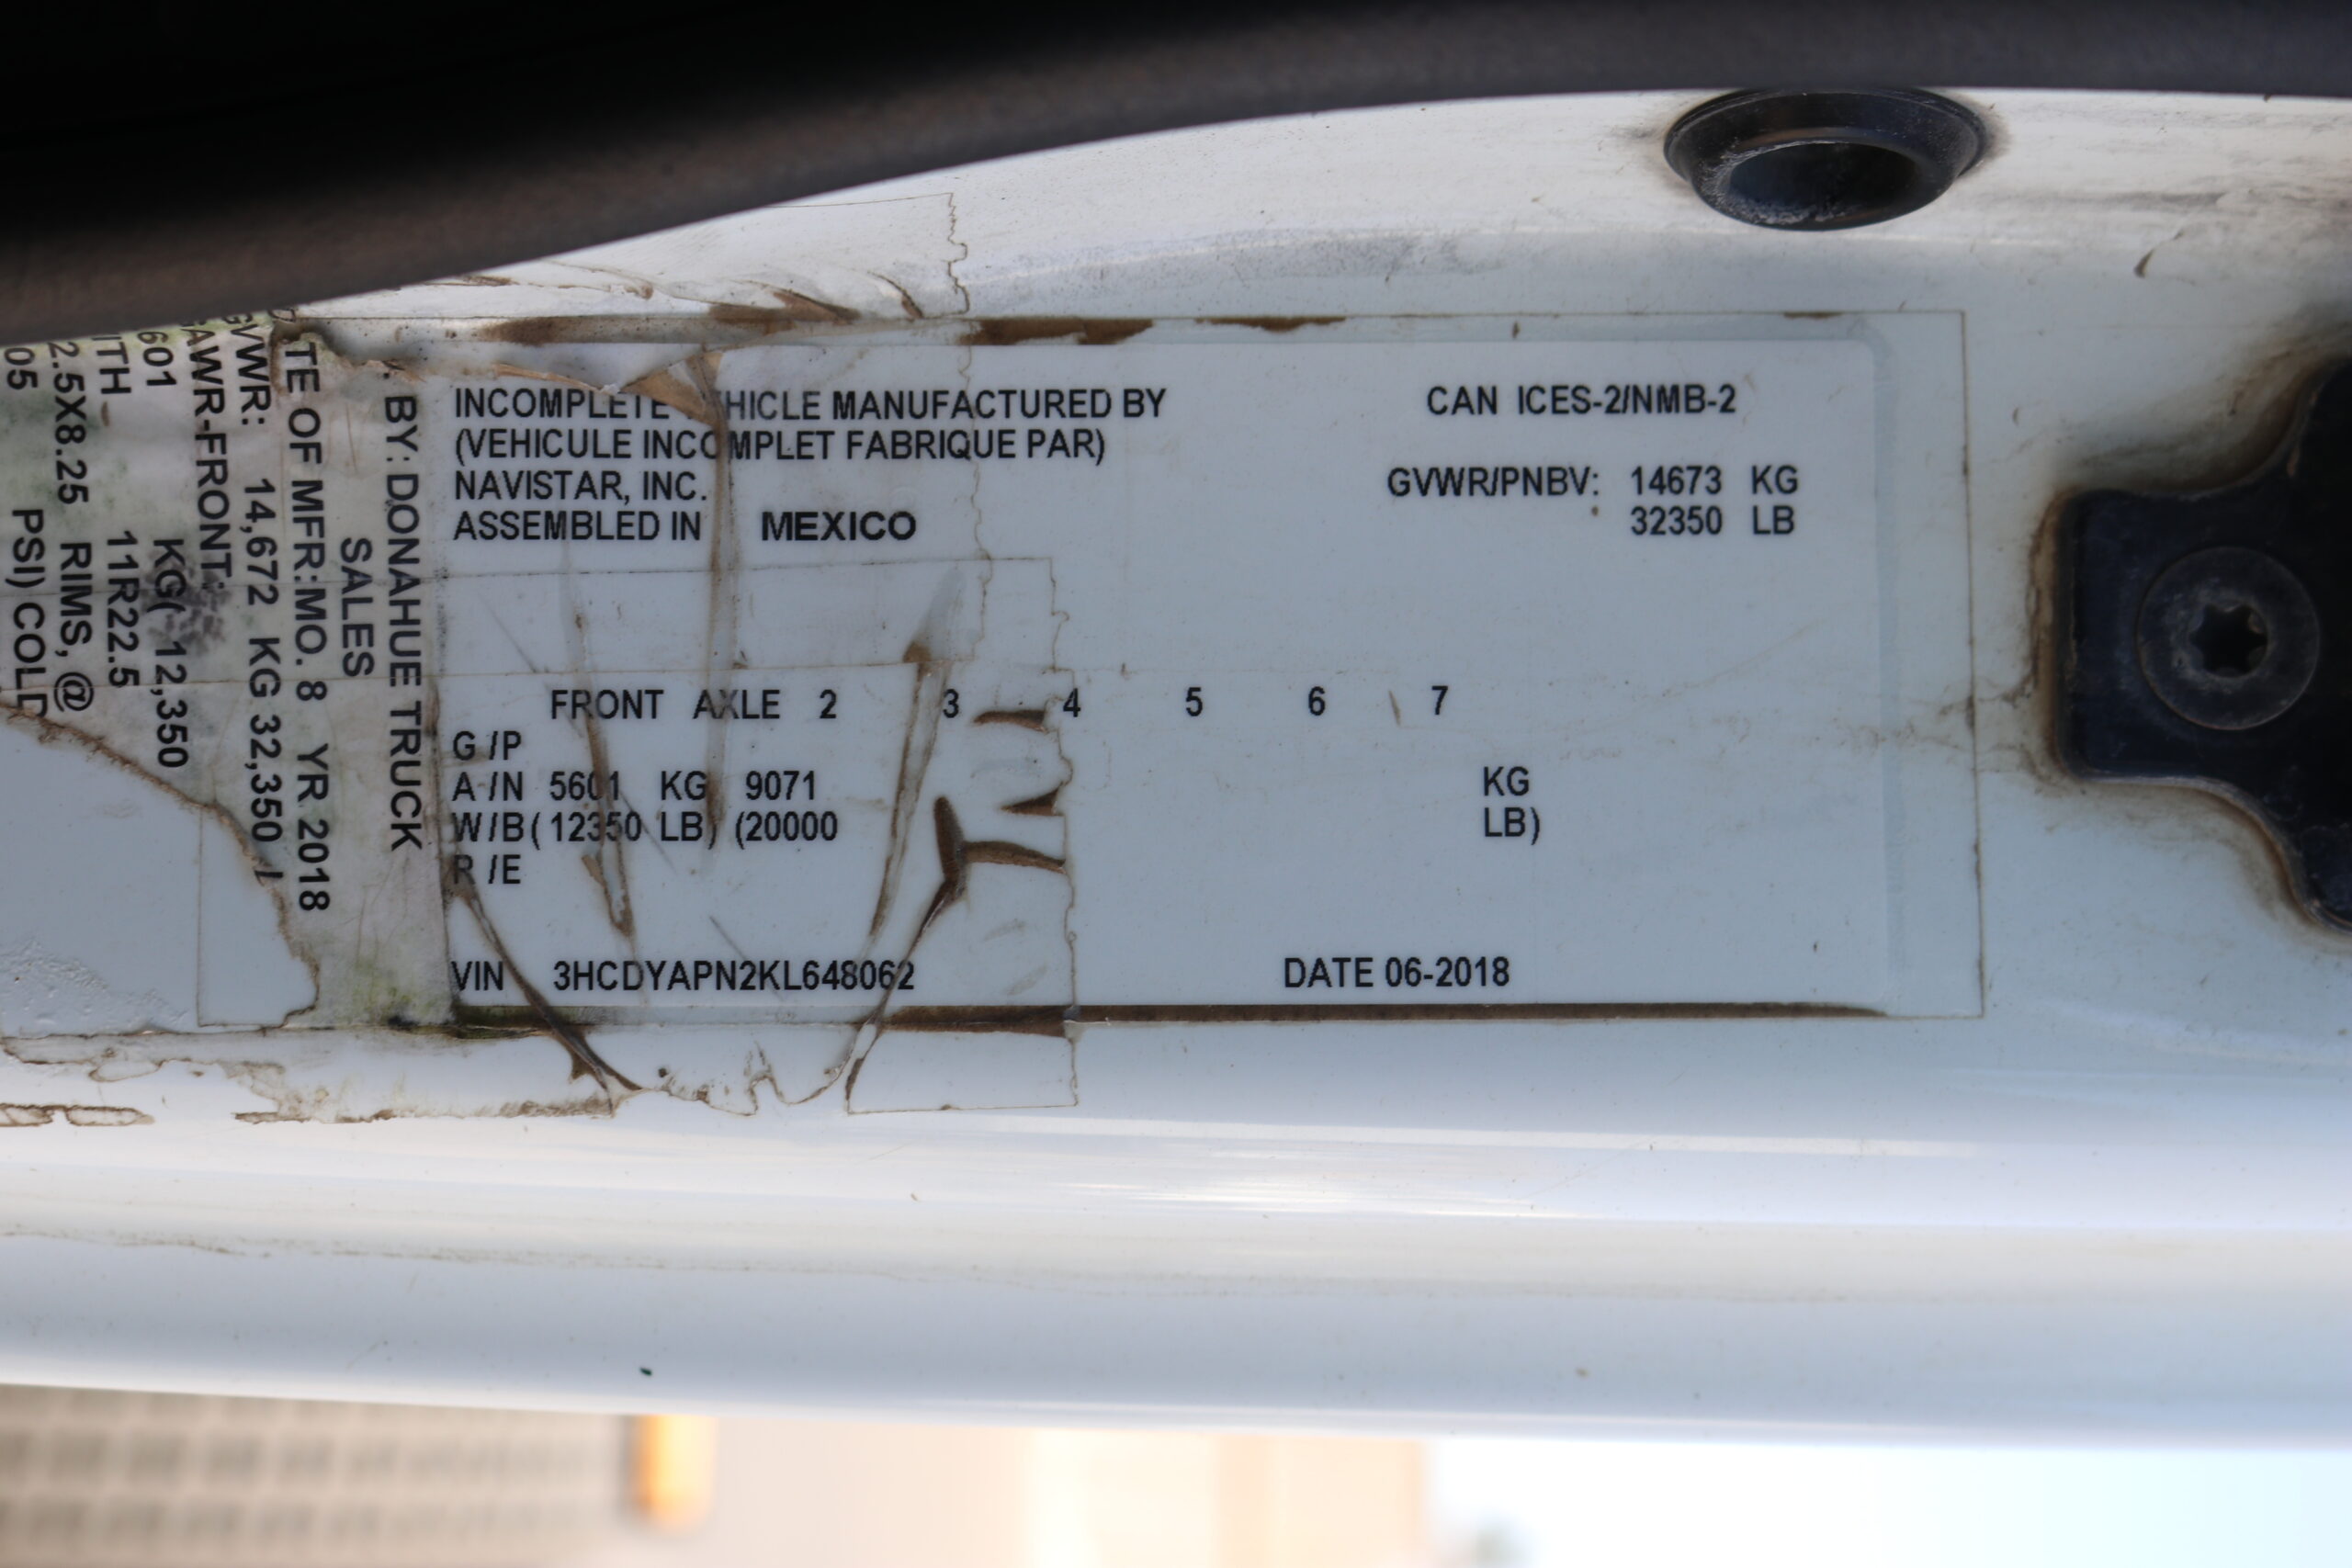 INCOMPLETE VEHICLE MANUFACTURED BY
(VEHICULE INCOMPLET FABRIQUE PAR)
NAVISTAR, INC.
ASSEMBLED IN MEXICO
CAN ICES-2/NMB-2
GVWR/PNBV: 14673 KG
32350 LB
FRONT AXLE 2 3 4 5 6 7
G /P
A /N 5601 KG 9071 KG
W/B ( 12350 LB) (20000 LB)
R /E
VIN 3HCDYAPN2KL648062
DATE 06-2018
. BY: DONAHUE TRUCK
SALES
TE OF MFR: MO. 8 YR 2018
GVWR: 14,672 KG 32,350
GAWR-FRONT:
601 KG( 12,350
ITH 11R22.5
2.5X8.25 RIMS, @
05 PSI) COLD